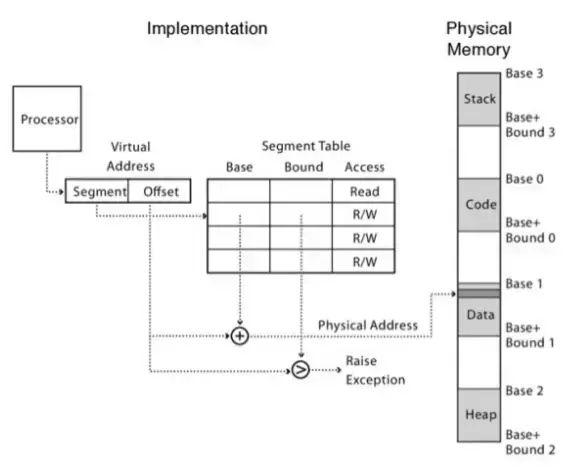 Implementation
Physical
Memory
Processor
Virtual
Address
Segment Offset
Segment Table
Base Bound Access
Read
R/W
R/W
R/W
+
Physical Address
>
Raise
Exception
Base 3
Stack
Base+
Bound 3
Base 0
Code
Base+
Bound 0
Base 1
Data
Base+
Bound 1
Base 2
Heap
Base+
Bound 2